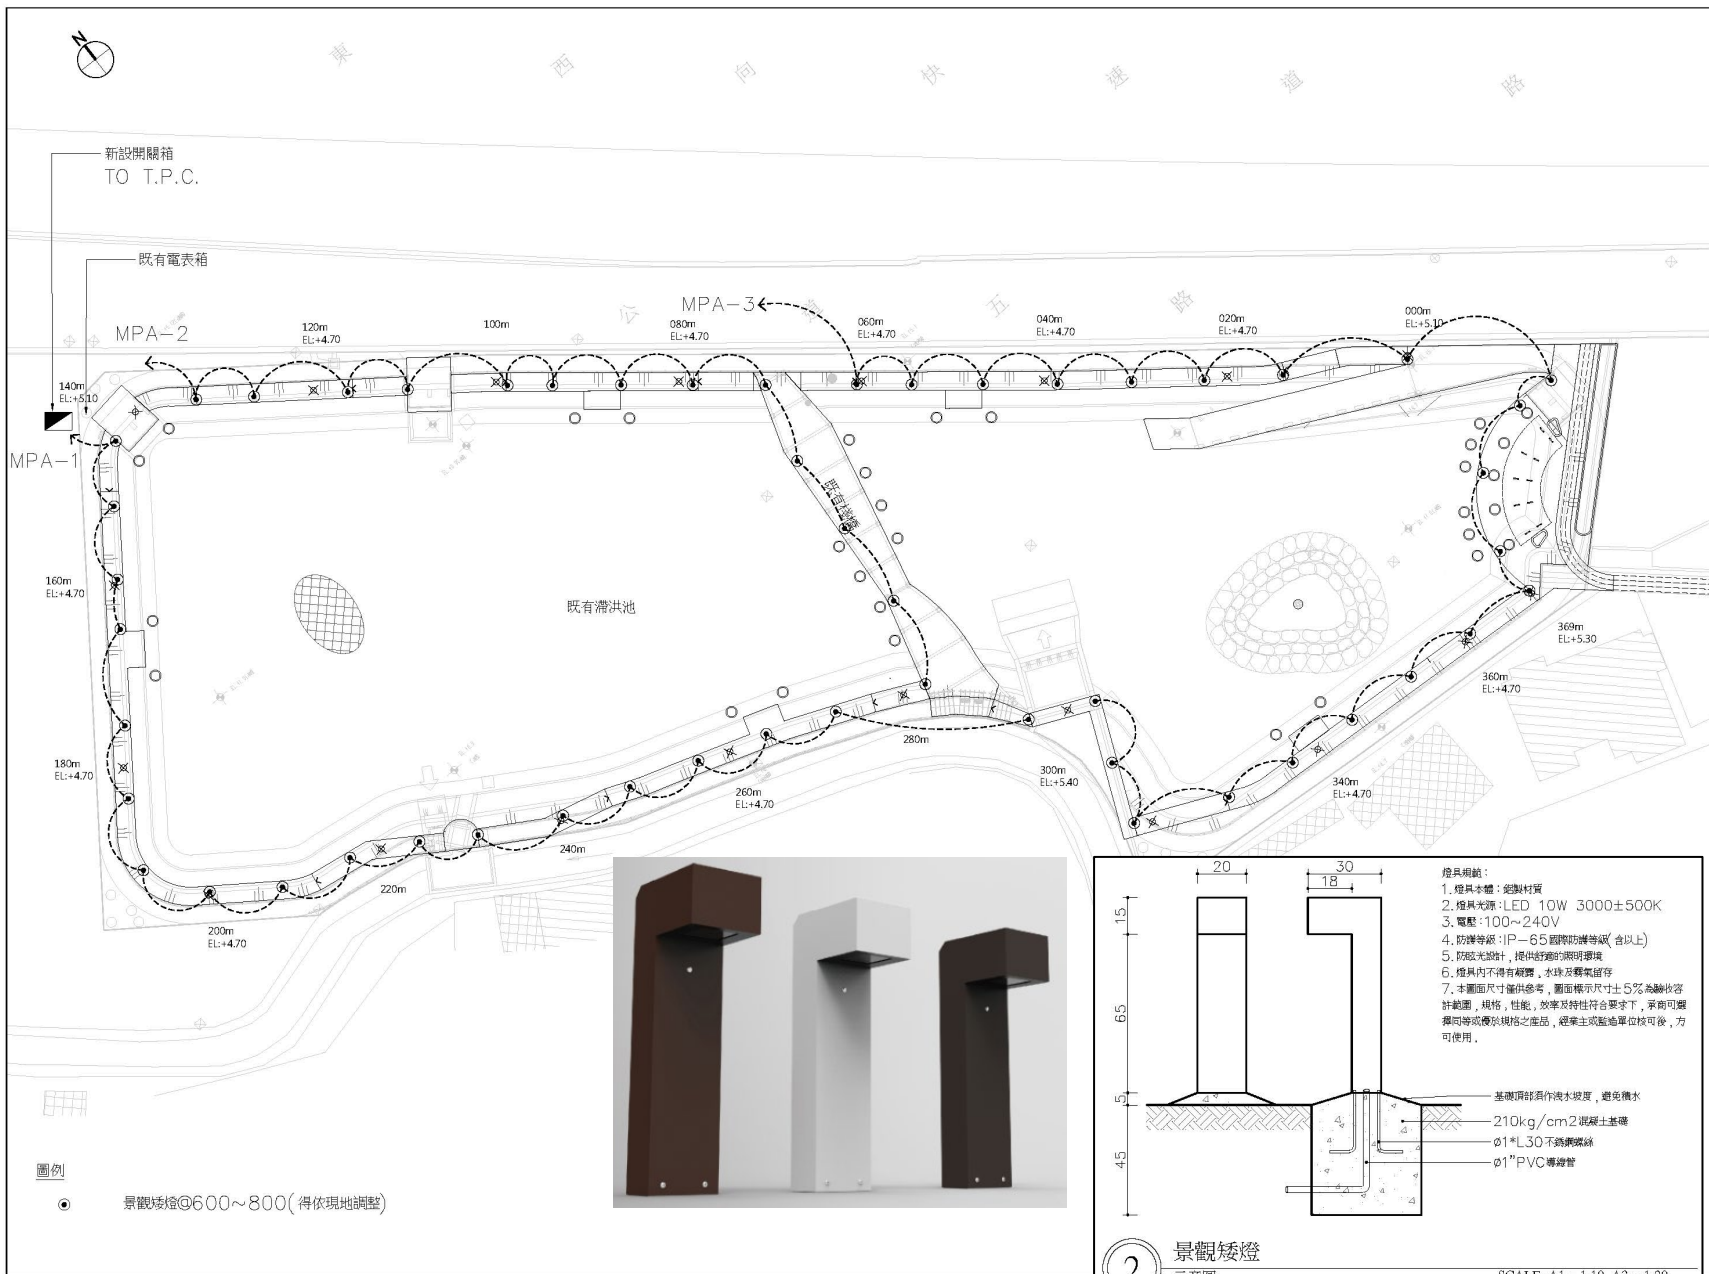 N
東 西 向 快 速 道 路
新設開關箱
TO T.P.C.
既有電表箱
公 道 五 路
MPA-3
MPA-2
MPA-1
000m
EL:+5.10
020m
EL:+4.70
040m
EL:+4.70
060m
EL:+4.70
080m
EL:+4.70
100m
120m
EL:+4.70
140m
EL:+5.10
160m
EL:+4.70
180m
EL:+4.70
200m
EL:+4.70
220m
240m
260m
EL:+4.70
280m
300m
EL:+5.40
340m
EL:+4.70
360m
EL:+4.70
369m
EL:+5.30
既有滯洪池
圖例
景觀矮燈@600～800(得依現地調整)
20
30
18
15
65
5
45
燈具規範：
1. 燈具本體：鋁製材質
2. 燈具光源：LED 10W 3000±500K
3. 電壓：100～240V
4. 防護等級：IP-65國際防護等級(含以上)
5. 防眩光設計，提供舒適的照明環境
6. 燈具內不得有凝露，水珠及霧氣留存
7. 本圖面尺寸僅供參考，圖面標示尺寸±5%為驗收容
許範圍，規格，性能，效率及特性符合要求下，承商可選
擇同等或優於規格之產品，經業主或監造單位核可後，方
可使用。
基礎頂部須作洩水坡度，避免積水
210kg/cm2混凝土基礎
ø1*L30不銹鋼螺絲
ø1"PVC導線管
2
景觀矮燈